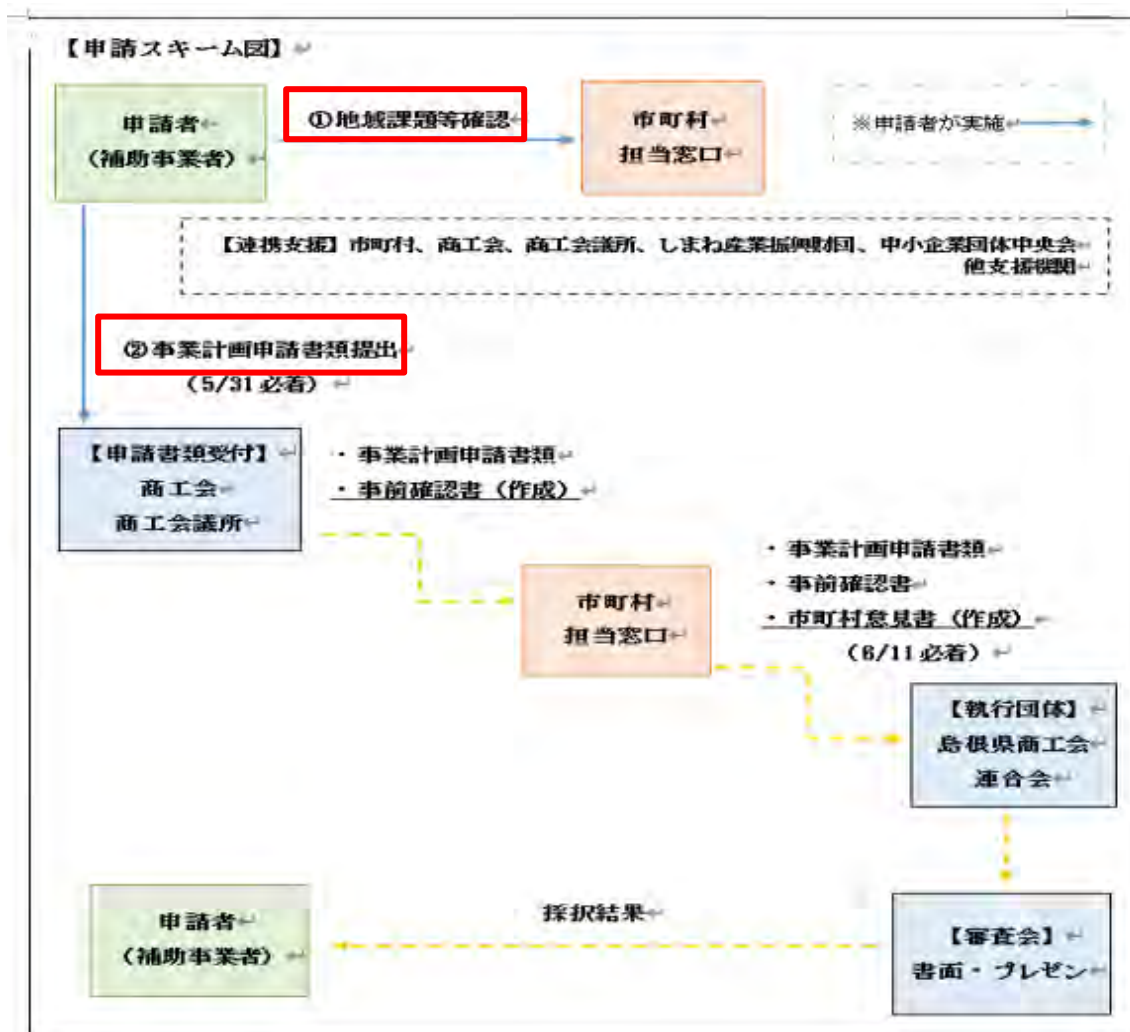 【申請スキーム図】
申請者
(補助事業者)
①地域課題等確認
市町村
担当窓口
※申請者が実施
【連携支援】市町村、商工会、商工会議所、しまね産業振興財団、中小企業団体中央会
他支援機関
②事業計画申請書類提出
(5/31 必着)
【申請書類受付】
商工会
商工会議所
・ 事業計画申請書類
・ 事前確認書(作成)
市町村
担当窓口
・ 事業計画申請書類
・ 事前確認書
・ 市町村意見書(作成)
(6/11 必着)
【執行団体】
島根県商工会
連合会
【審査会】
書面・プレゼン
採択結果
申請者
(補助事業者)